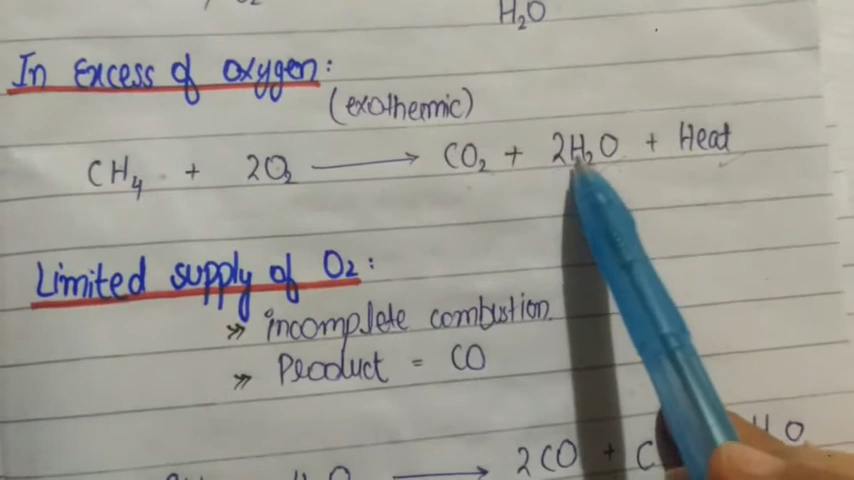 H₂O
In Excess of oxygen:
(exothermic)
CH₄ + 2O₂ ⟶ CO₂ + 2H₂O + Heat
Limited supply of O₂:
» incomplete combustion
» Product = CO
⟶ 2CO + C